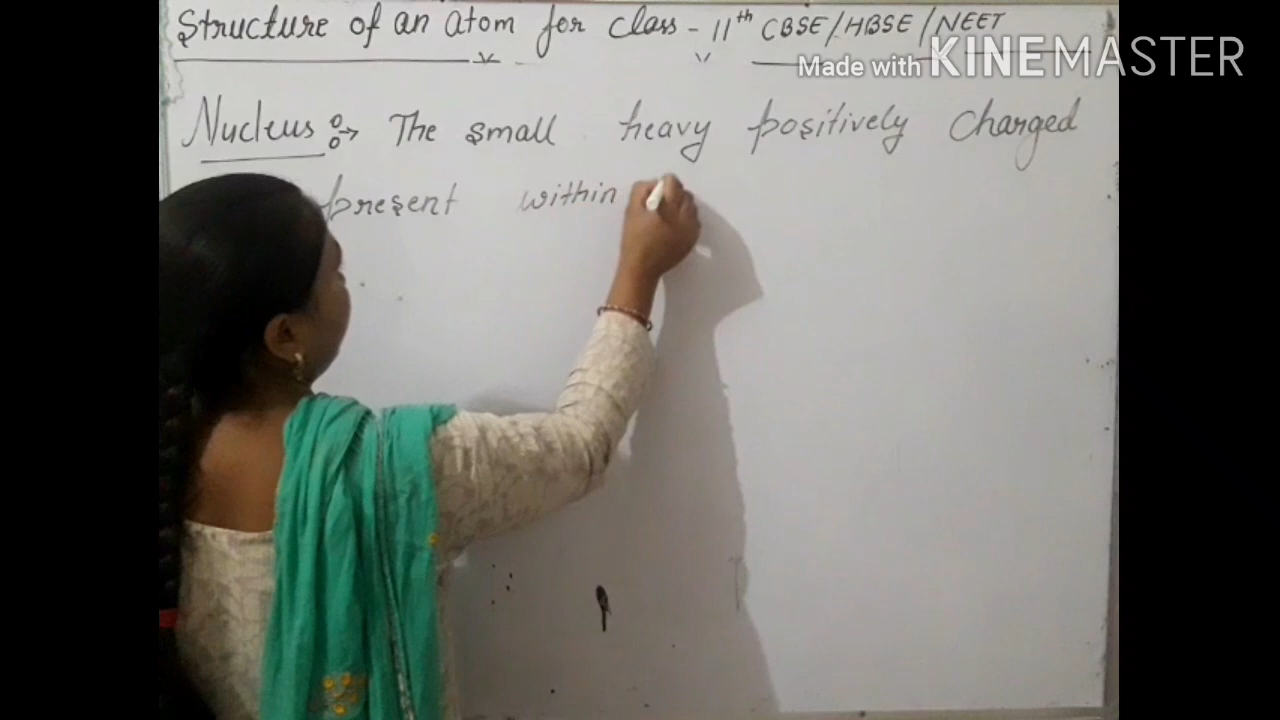 Structure of an atom for class - 11th CBSE/HBSE/NEET
Made with KINEMASTER
Nucleus :→ The small heavy positively charged
present within